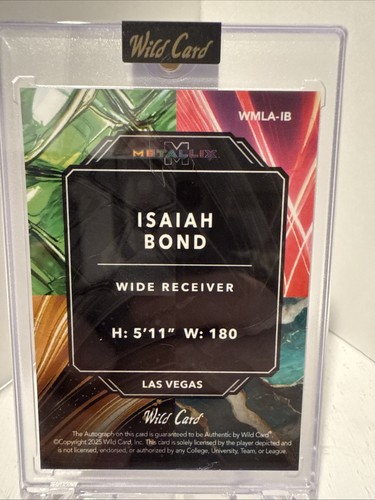 Wild Card
WMLA-IB
METALLIX
M
ISAIAH
BOND
WIDE RECEIVER
H: 5'11" W: 180
LAS VEGAS
Wild Card
The Autograph on this card is guaranteed to be Authentic by Wild Card™
©Copyright 2025 Wild Card, Inc. This card is solely licensed by the player depicted and
is not licensed, endorsed, or authorized by any College, University, Team, or League.